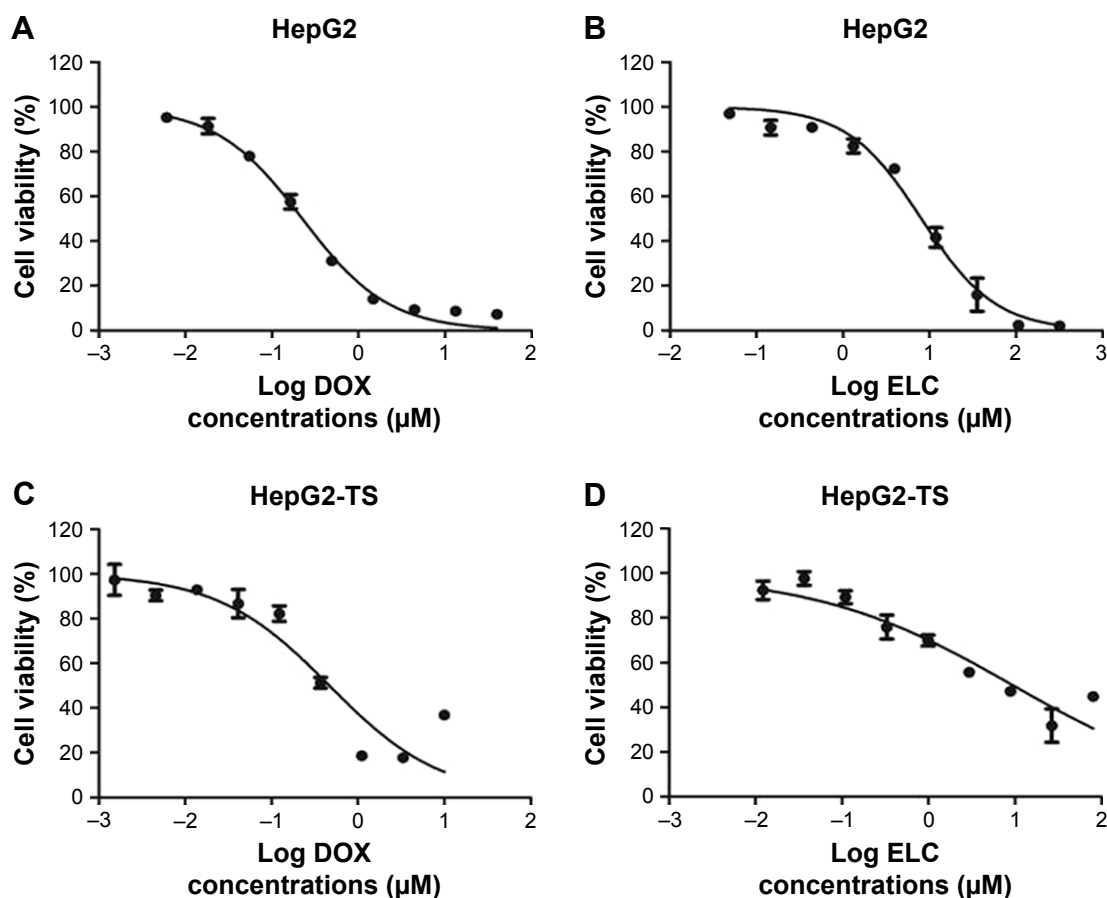 A
HepG2
Cell viability (%)
120
100
80
60
40
20
0
–3
–2
–1
0
1
2
Log DOX
concentrations (µM)
B
HepG2
Cell viability (%)
120
100
80
60
40
20
0
–2
–1
0
1
2
3
Log ELC
concentrations (µM)
C
HepG2-TS
Cell viability (%)
120
100
80
60
40
20
0
–3
–2
–1
0
1
2
Log DOX
concentrations (µM)
D
HepG2-TS
Cell viability (%)
120
100
80
60
40
20
0
–3
–2
–1
0
1
2
Log ELC
concentrations (µM)